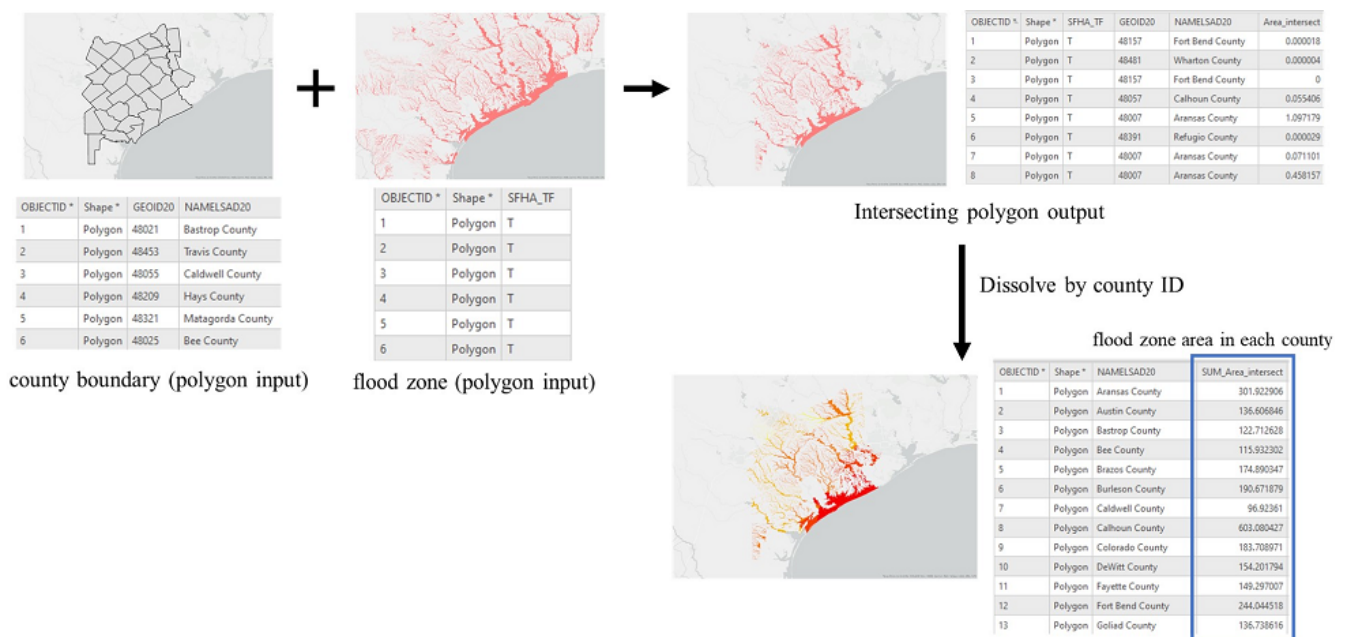 OBJECTID * Shape * SFHA_TF GEOID20 NAMELSAD20 Area_intersect
1 Polygon T 48157 Fort Bend County 0.000018
2 Polygon T 48481 Wharton County 0.000004
3 Polygon T 48157 Fort Bend County 0
4 Polygon T 48057 Calhoun County 0.055406
5 Polygon T 48007 Aransas County 1.097179
6 Polygon T 48391 Refugio County 0.000029
7 Polygon T 48007 Aransas County 0.071101
8 Polygon T 48007 Aransas County 0.458157
Intersecting polygon output
OBJECTID * Shape * GEOID20 NAMELSAD20
1 Polygon 48021 Bastrop County
2 Polygon 48453 Travis County
3 Polygon 48055 Caldwell County
4 Polygon 48209 Hays County
5 Polygon 48321 Matagorda County
6 Polygon 48025 Bee County
county boundary (polygon input)
OBJECTID * Shape * SFHA_TF
1 Polygon T
2 Polygon T
3 Polygon T
4 Polygon T
5 Polygon T
6 Polygon T
flood zone (polygon input)
Dissolve by county ID
flood zone area in each county
OBJECTID * Shape * NAMELSAD20 SUM_Area_intersect
1 Polygon Aransas County 301.922906
2 Polygon Austin County 136.606846
3 Polygon Bastrop County 122.712628
4 Polygon Bee County 115.932302
5 Polygon Brazos County 174.890347
6 Polygon Burleson County 190.671879
7 Polygon Caldwell County 96.92361
8 Polygon Calhoun County 603.080427
9 Polygon Colorado County 183.708971
10 Polygon DeWitt County 154.201794
11 Polygon Fayette County 149.297007
12 Polygon Fort Bend County 244.044518
13 Polygon Goliad County 136.738616